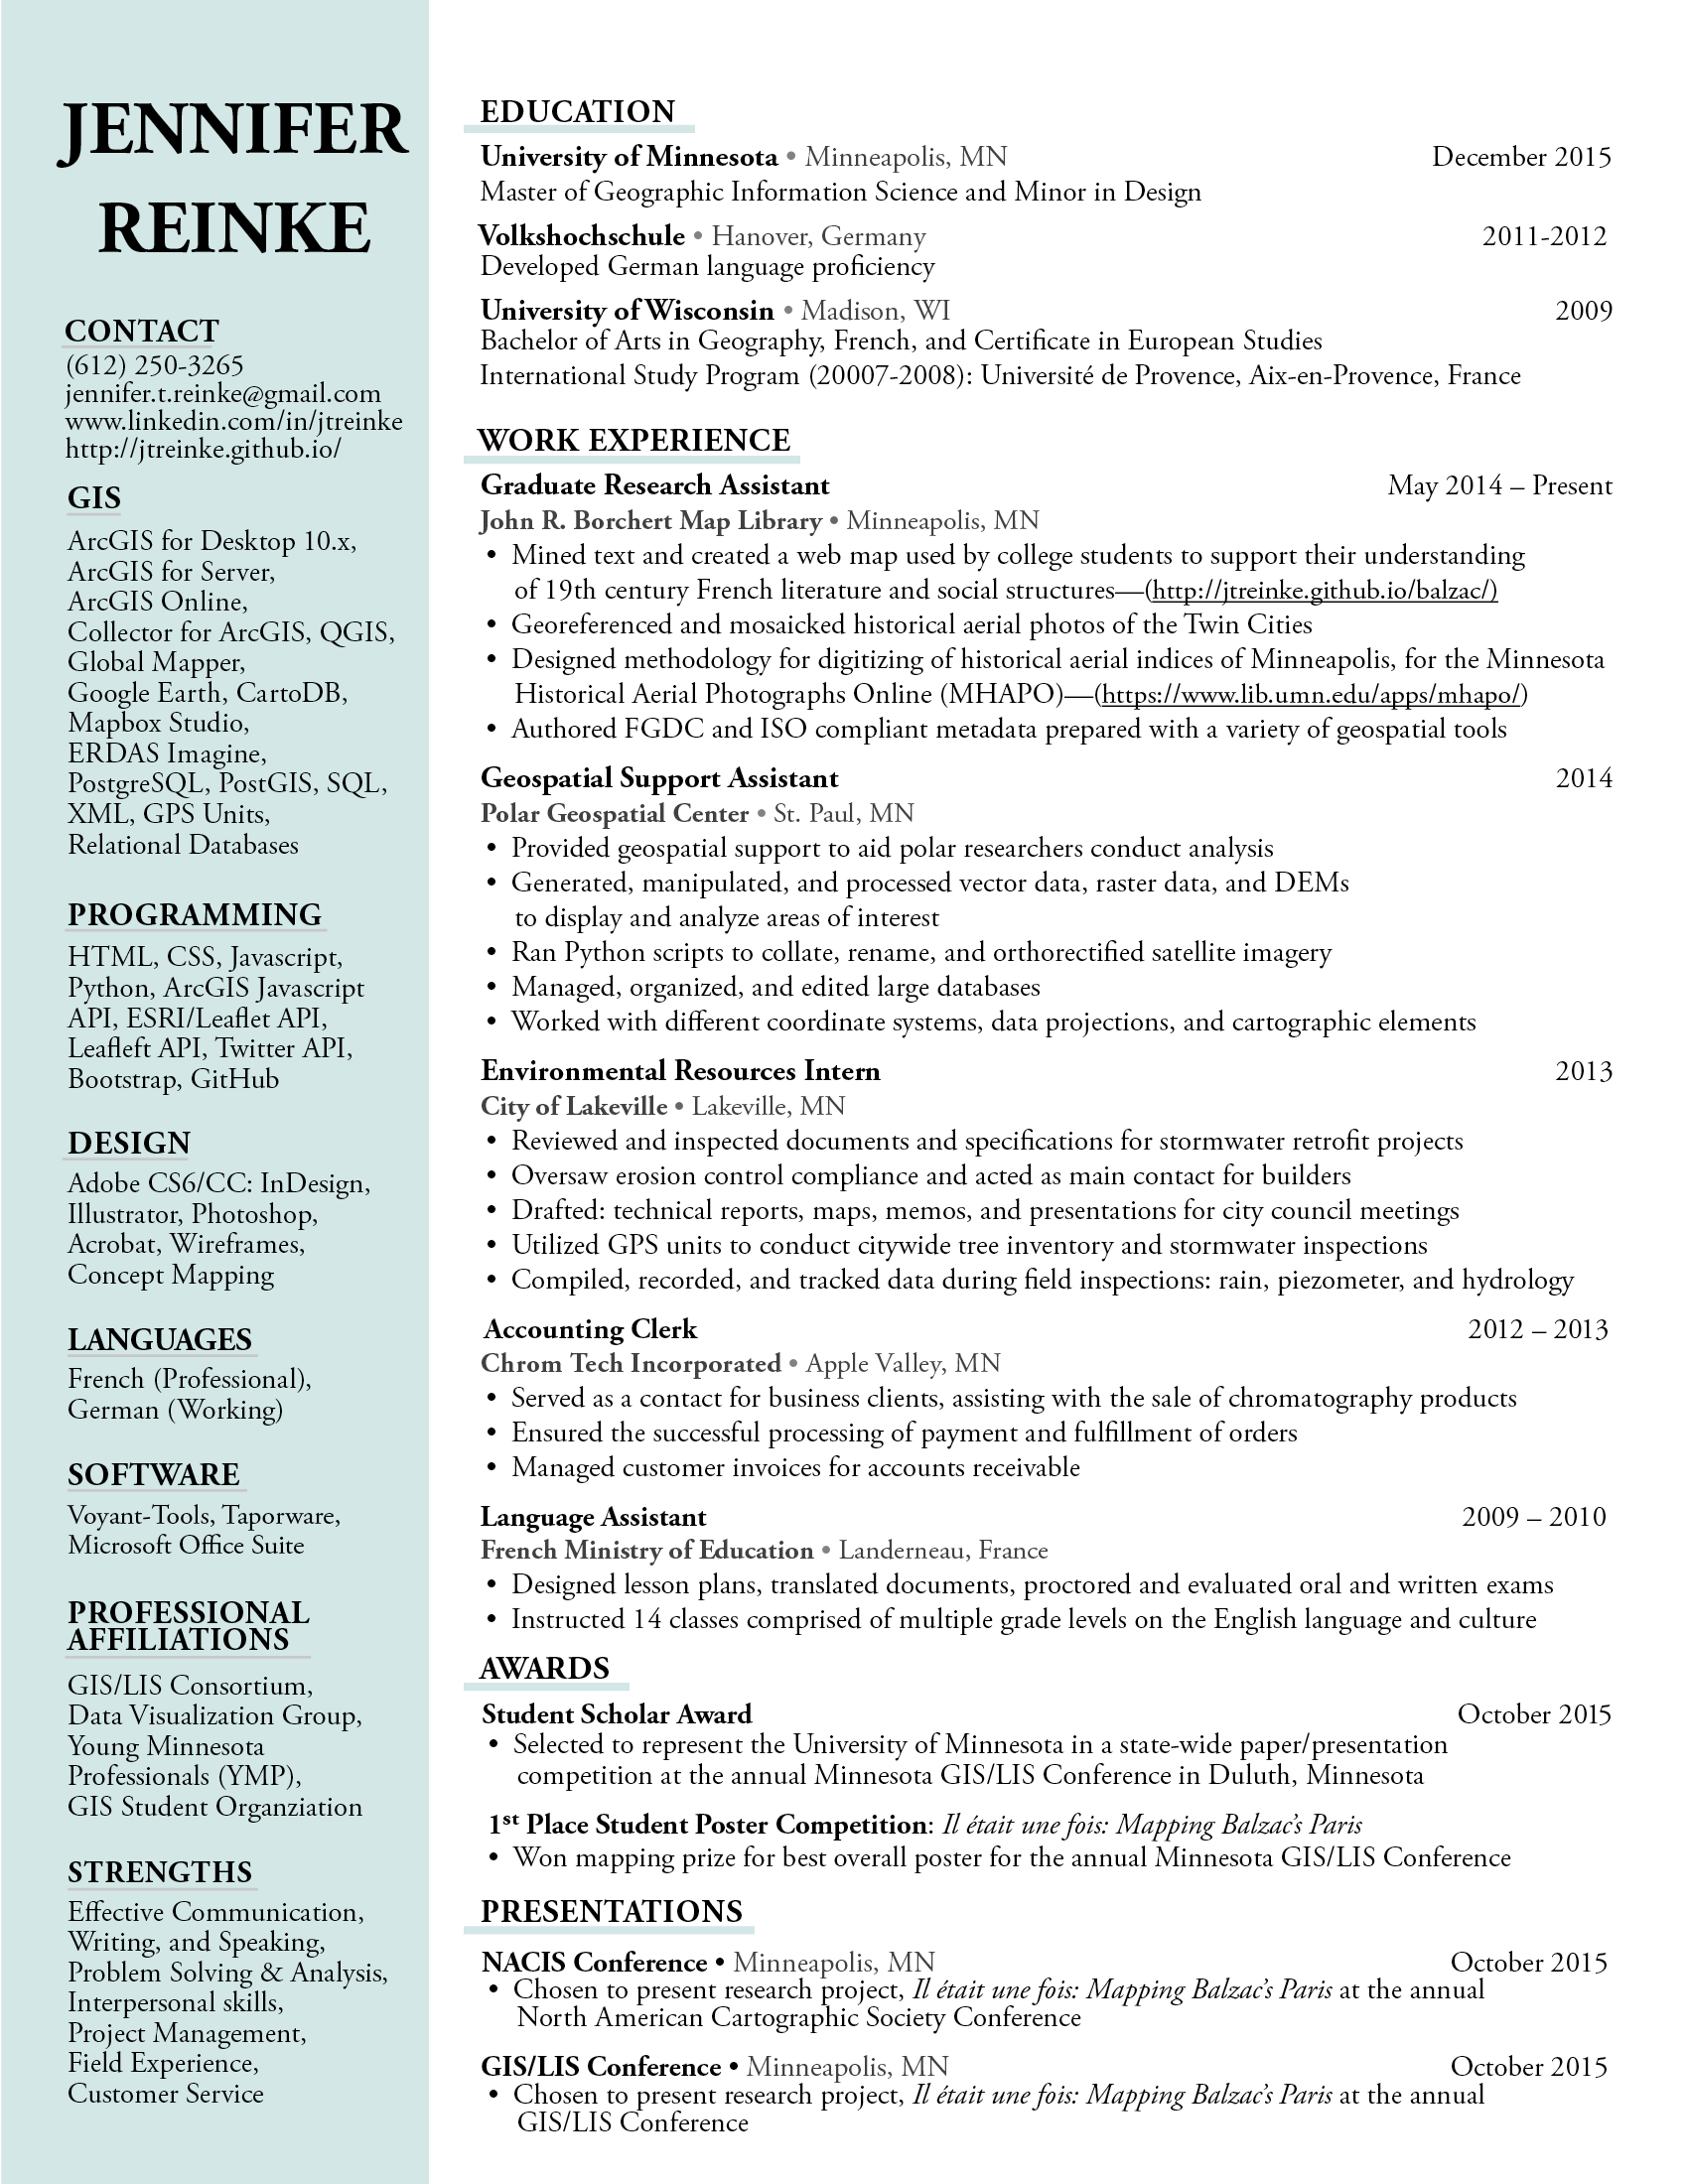 JENNIFER
REINKE
CONTACT
(612) 250-3265
jennifer.t.reinke@gmail.com
www.linkedin.com/in/jtreinke
http://jtreinke.github.io/
GIS
ArcGIS for Desktop 10.x,
ArcGIS for Server,
ArcGIS Online,
Collector for ArcGIS, QGIS,
Global Mapper,
Google Earth, CartoDB,
Mapbox Studio,
ERDAS Imagine,
PostgreSQL, PostGIS, SQL,
XML, GPS Units,
Relational Databases
PROGRAMMING
HTML, CSS, Javascript,
Python, ArcGIS Javascript
API, ESRI/Leaflet API,
Leafleft API, Twitter API,
Bootstrap, GitHub
DESIGN
Adobe CS6/CC: InDesign,
Illustrator, Photoshop,
Acrobat, Wireframes,
Concept Mapping
LANGUAGES
French (Professional),
German (Working)
SOFTWARE
Voyant-Tools, Taporware,
Microsoft Office Suite
PROFESSIONAL
AFFILIATIONS
GIS/LIS Consortium,
Data Visualization Group,
Young Minnesota
Professionals (YMP),
GIS Student Organziation
STRENGTHS
Effective Communication,
Writing, and Speaking,
Problem Solving & Analysis,
Interpersonal skills,
Project Management,
Field Experience,
Customer Service
EDUCATION
University of Minnesota • Minneapolis, MN December 2015
Master of Geographic Information Science and Minor in Design
Volkshochschule • Hanover, Germany 2011-2012
Developed German language proficiency
University of Wisconsin • Madison, WI 2009
Bachelor of Arts in Geography, French, and Certificate in European Studies
International Study Program (20007-2008): Université de Provence, Aix-en-Provence, France
WORK EXPERIENCE
Graduate Research Assistant May 2014 – Present
John R. Borchert Map Library • Minneapolis, MN
• Mined text and created a web map used by college students to support their understanding
of 19th century French literature and social structures—(http://jtreinke.github.io/balzac/)
• Georeferenced and mosaicked historical aerial photos of the Twin Cities
• Designed methodology for digitizing of historical aerial indices of Minneapolis, for the Minnesota
Historical Aerial Photographs Online (MHAPO)—(https://www.lib.umn.edu/apps/mhapo/)
• Authored FGDC and ISO compliant metadata prepared with a variety of geospatial tools
Geospatial Support Assistant 2014
Polar Geospatial Center • St. Paul, MN
• Provided geospatial support to aid polar researchers conduct analysis
• Generated, manipulated, and processed vector data, raster data, and DEMs
to display and analyze areas of interest
• Ran Python scripts to collate, rename, and orthorectified satellite imagery
• Managed, organized, and edited large databases
• Worked with different coordinate systems, data projections, and cartographic elements
Environmental Resources Intern 2013
City of Lakeville • Lakeville, MN
• Reviewed and inspected documents and specifications for stormwater retrofit projects
• Oversaw erosion control compliance and acted as main contact for builders
• Drafted: technical reports, maps, memos, and presentations for city council meetings
• Utilized GPS units to conduct citywide tree inventory and stormwater inspections
• Compiled, recorded, and tracked data during field inspections: rain, piezometer, and hydrology
Accounting Clerk 2012 – 2013
Chrom Tech Incorporated • Apple Valley, MN
• Served as a contact for business clients, assisting with the sale of chromatography products
• Ensured the successful processing of payment and fulfillment of orders
• Managed customer invoices for accounts receivable
Language Assistant 2009 – 2010
French Ministry of Education • Landerneau, France
• Designed lesson plans, translated documents, proctored and evaluated oral and written exams
• Instructed 14 classes comprised of multiple grade levels on the English language and culture
AWARDS
Student Scholar Award October 2015
• Selected to represent the University of Minnesota in a state-wide paper/presentation
competition at the annual Minnesota GIS/LIS Conference in Duluth, Minnesota
1st Place Student Poster Competition: Il était une fois: Mapping Balzac’s Paris
• Won mapping prize for best overall poster for the annual Minnesota GIS/LIS Conference
PRESENTATIONS
NACIS Conference • Minneapolis, MN October 2015
• Chosen to present research project, Il était une fois: Mapping Balzac’s Paris at the annual
North American Cartographic Society Conference
GIS/LIS Conference • Minneapolis, MN October 2015
• Chosen to present research project, Il était une fois: Mapping Balzac’s Paris at the annual
GIS/LIS Conference